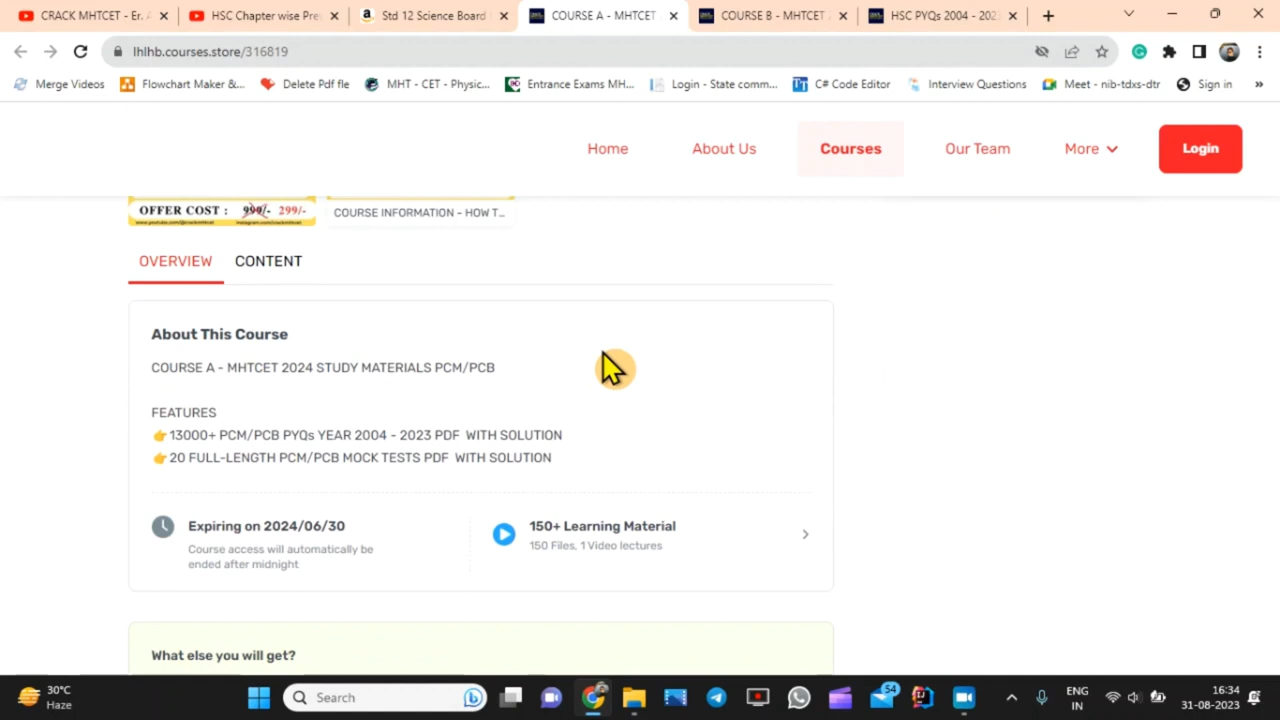 CRACK MHTCET - Er. A
HSC Chapter wise Pre
Std 12 Science Board
COURSE A - MHTCET
COURSE B - MHTCET 2
HSC PYQs 2004 - 202
lhlhb.courses.store/316819
Merge Videos
Flowchart Maker &...
Delete Pdf fle
MHT - CET - Physic...
Entrance Exams MH...
Login - State comm...
C# Code Editor
Interview Questions
Meet - nib-tdxs-dtr
Sign in
»
Home
About Us
Courses
Our Team
More
Login
OFFER COST : 999/- 299/-
COURSE INFORMATION - HOW T...
OVERVIEW
CONTENT
About This Course
COURSE A - MHTCET 2024 STUDY MATERIALS PCM/PCB
FEATURES
👉13000+ PCM/PCB PYQs YEAR 2004 - 2023 PDF WITH SOLUTION
👉20 FULL-LENGTH PCM/PCB MOCK TESTS PDF WITH SOLUTION
Expiring on 2024/06/30
Course access will automatically be
ended after midnight
150+ Learning Material
150 Files, 1 Video lectures
What else you will get?
30°C
Haze
Search
54
ENG
IN
16:34
31-08-2023